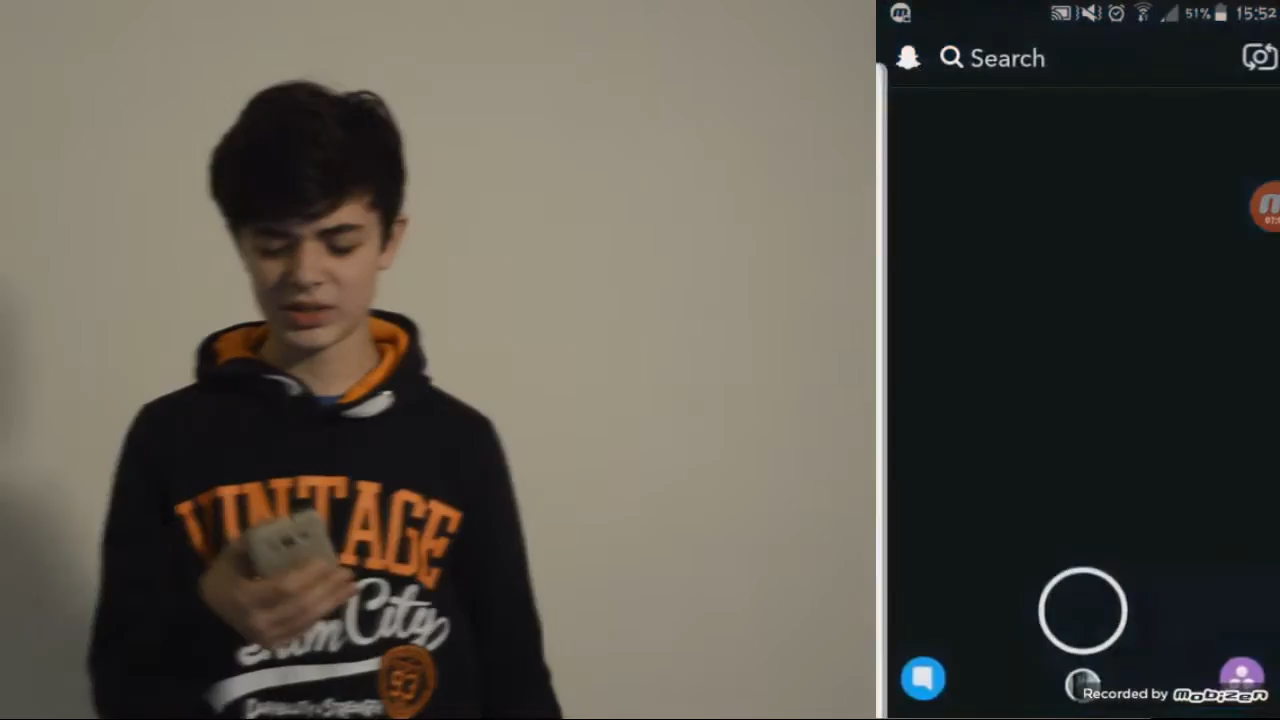 51% 15:52
Search
VINTAGE
City
93
Recorded by Mobizen